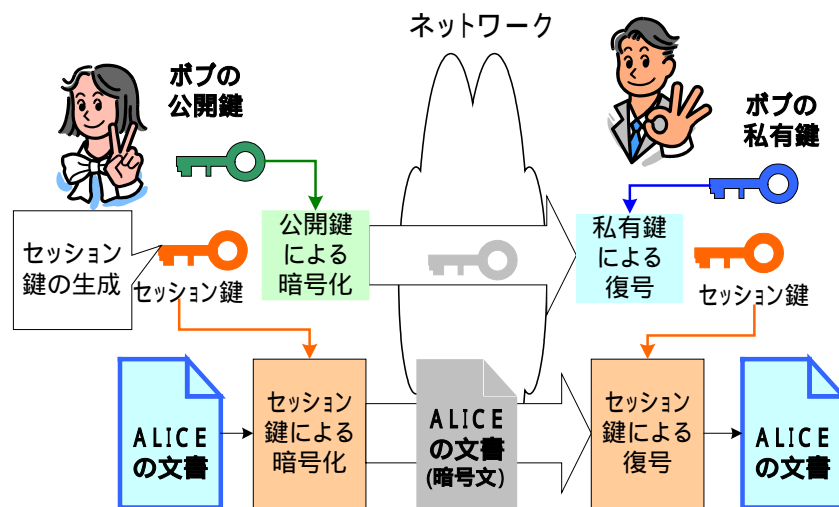 ネットワーク
ボブの
公開鍵
ボブの
私有鍵
セッション
鍵の生成
セッション鍵
公開鍵
による
暗号化
私有鍵
による
復号
セッション鍵
ALICE
の文書
セッション
鍵による
暗号化
ALICE
の文書
(暗号文)
セッション
鍵による
復号
ALICE
の文書